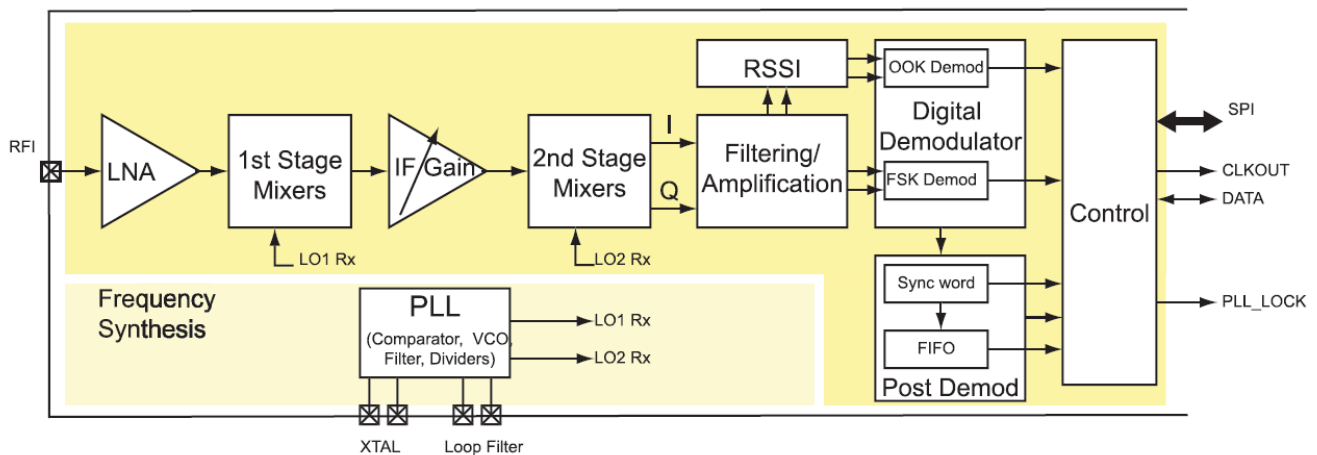 RFI
LNA
1st Stage
Mixers
LO1 Rx
IF/Gain
2nd Stage
Mixers
LO2 Rx
I
Q
RSSI
Filtering/
Amplification
OOK Demod
Digital
Demodulator
FSK Demod
Sync word
FIFO
Post Demod
Control
SPI
CLKOUT
DATA
PLL_LOCK
Frequency
Synthesis
PLL
(Comparator, VCO,
Filter, Dividers)
LO1 Rx
LO2 Rx
XTAL
Loop Filter